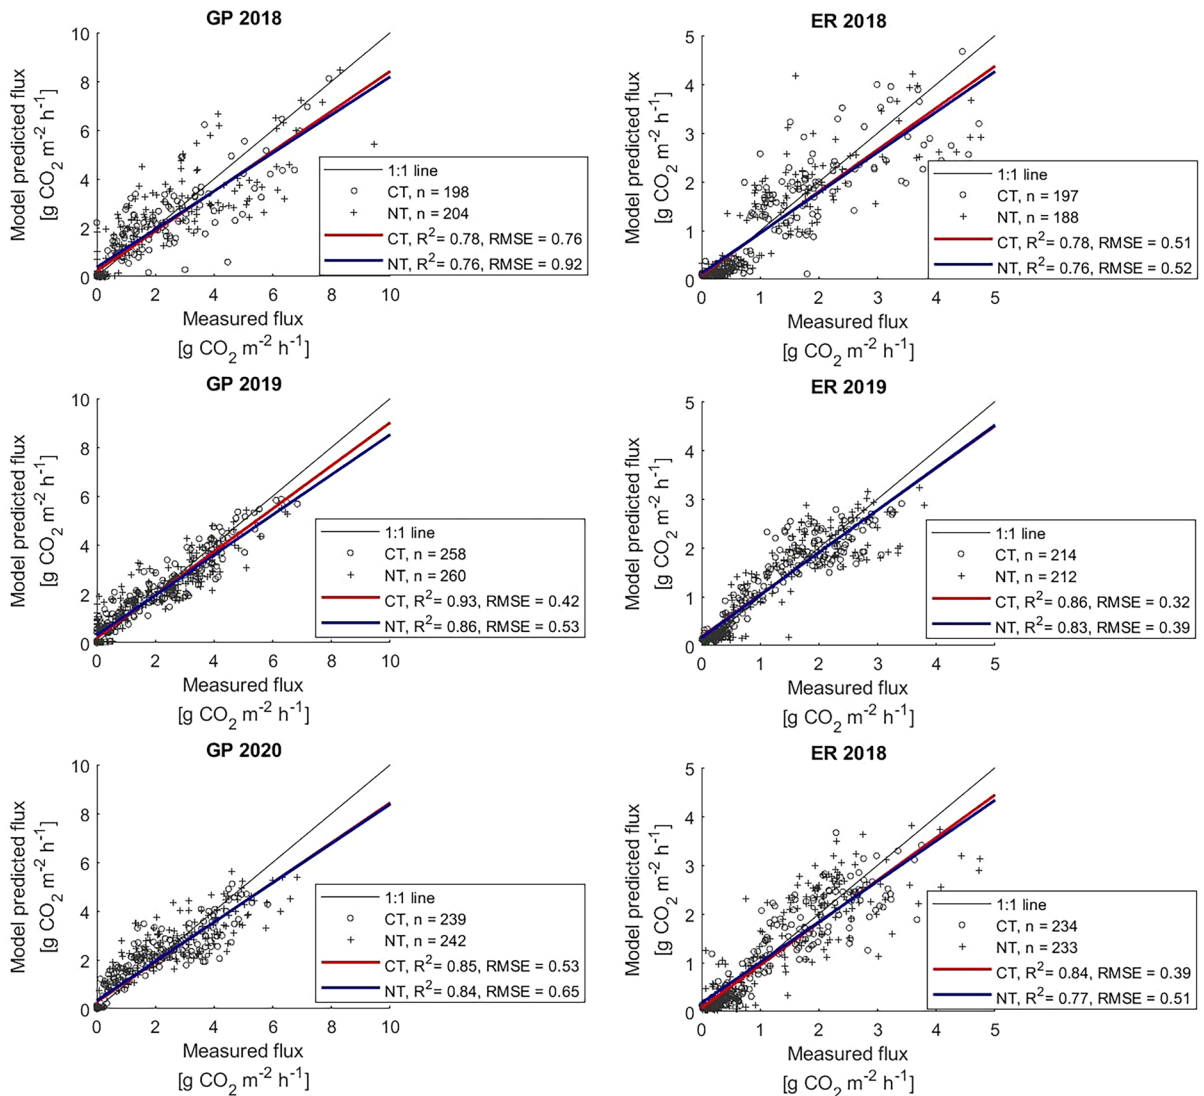 GP 2018
Model predicted flux
[g CO2 m-2 h-1]
10
8
6
4
2
0
1:1 line
CT, n = 198
NT, n = 204
CT, R2= 0.78, RMSE = 0.76
NT, R2= 0.76, RMSE = 0.92
0 2 4 6 8 10
Measured flux
[g CO2 m-2 h-1]
ER 2018
Model predicted flux
[g CO2 m-2 h-1]
5
4
3
2
1
0
1:1 line
CT, n = 197
NT, n = 188
CT, R2= 0.78, RMSE = 0.51
NT, R2= 0.76, RMSE = 0.52
0 1 2 3 4 5
Measured flux
[g CO2 m-2 h-1]
GP 2019
Model predicted flux
[g CO2 m-2 h-1]
10
8
6
4
2
0
1:1 line
CT, n = 258
NT, n = 260
CT, R2= 0.93, RMSE = 0.42
NT, R2= 0.86, RMSE = 0.53
0 2 4 6 8 10
Measured flux
[g CO2 m-2 h-1]
ER 2019
Model predicted flux
[g CO2 m-2 h-1]
5
4
3
2
1
0
1:1 line
CT, n = 214
NT, n = 212
CT, R2= 0.86, RMSE = 0.32
NT, R2= 0.83, RMSE = 0.39
0 1 2 3 4 5
Measured flux
[g CO2 m-2 h-1]
GP 2020
Model predicted flux
[g CO2 m-2 h-1]
10
8
6
4
2
0
1:1 line
CT, n = 239
NT, n = 242
CT, R2= 0.85, RMSE = 0.53
NT, R2= 0.84, RMSE = 0.65
0 2 4 6 8 10
Measured flux
[g CO2 m-2 h-1]
ER 2018
Model predicted flux
[g CO2 m-2 h-1]
5
4
3
2
1
0
1:1 line
CT, n = 234
NT, n = 233
CT, R2= 0.84, RMSE = 0.39
NT, R2= 0.77, RMSE = 0.51
0 1 2 3 4 5
Measured flux
[g CO2 m-2 h-1]